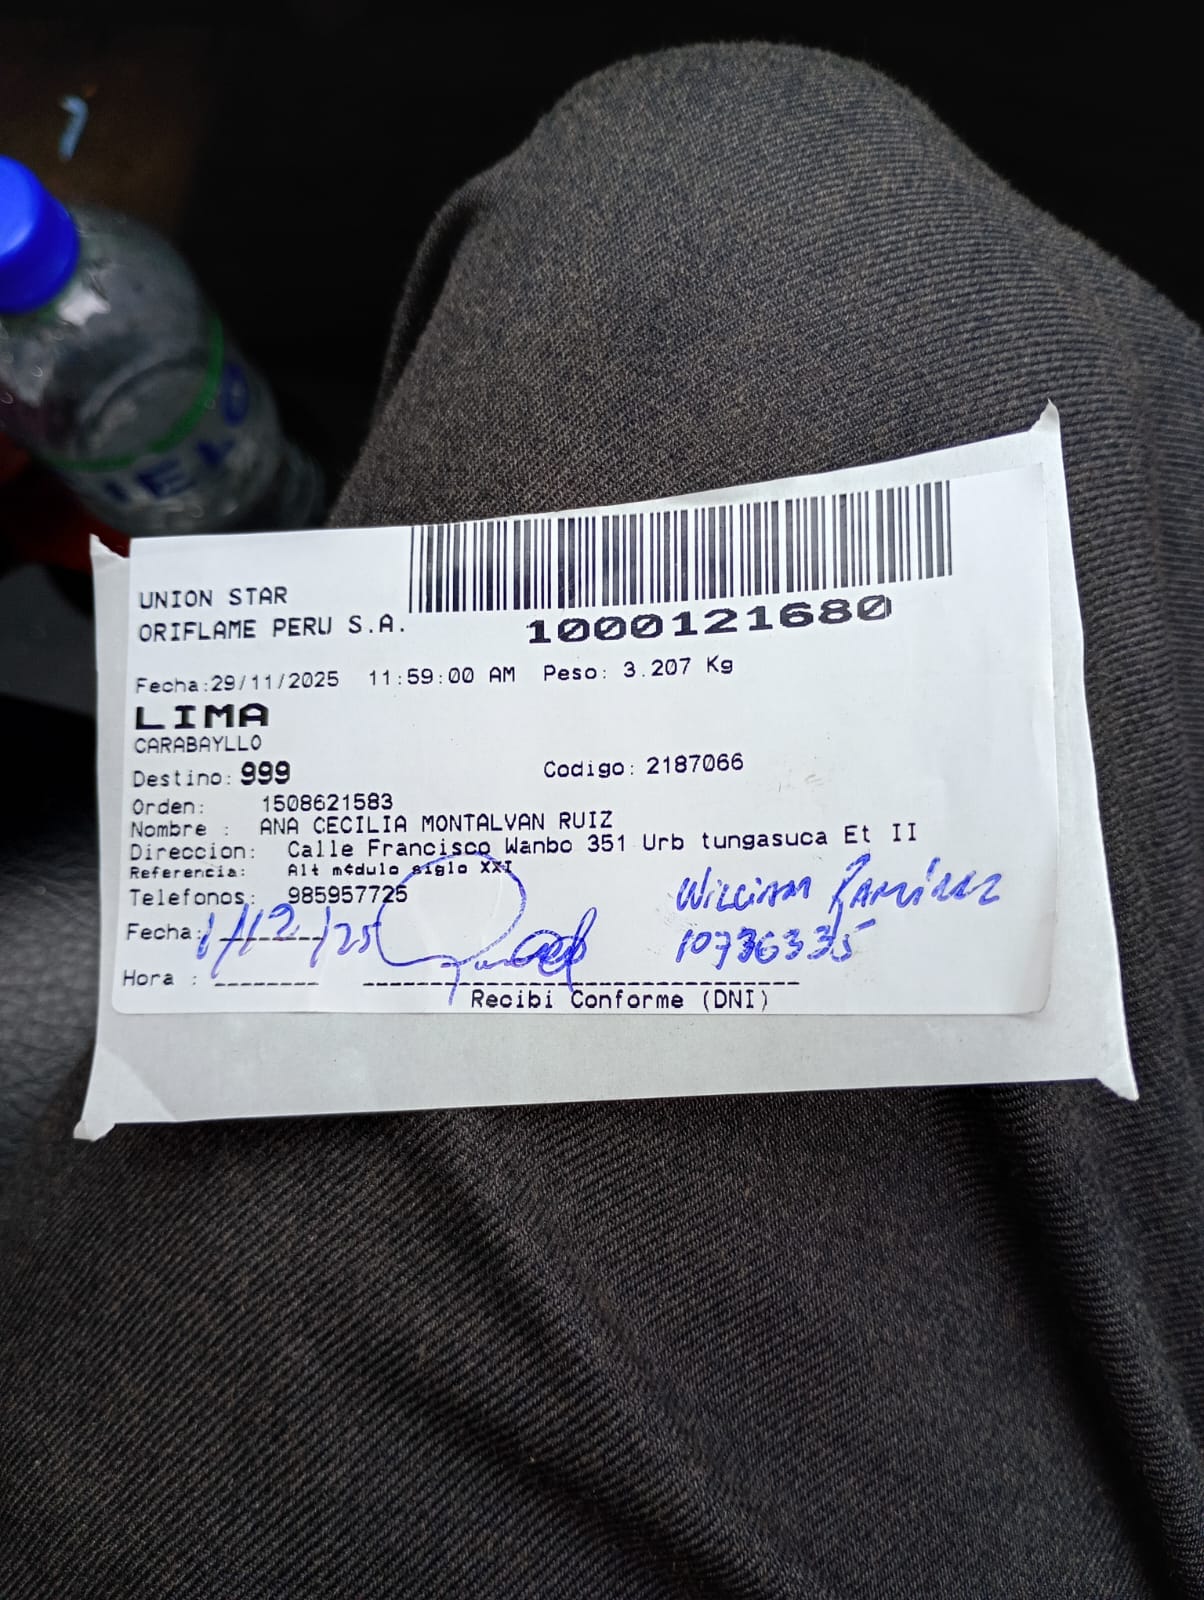 UNION STAR
ORIFLAME PERU S.A.
1000121680
Fecha:29/11/2025 11:59:00 AM Peso: 3.207 Kg
LIMA
CARABAYLLO
Destino: 999 Codigo: 2187066
Orden: 1508621583
Nombre : ANA CECILIA MONTALVAN RUIZ
Direccion: Calle Francisco Wanbo 351 Urb tungasuca Et II
Referencia: Alt m¢dulo siglo XXI
Telefonos: 985957725
William Ramírez
Fecha: 1/12/25 10736335
Hora :
Recibi Conforme (DNI)